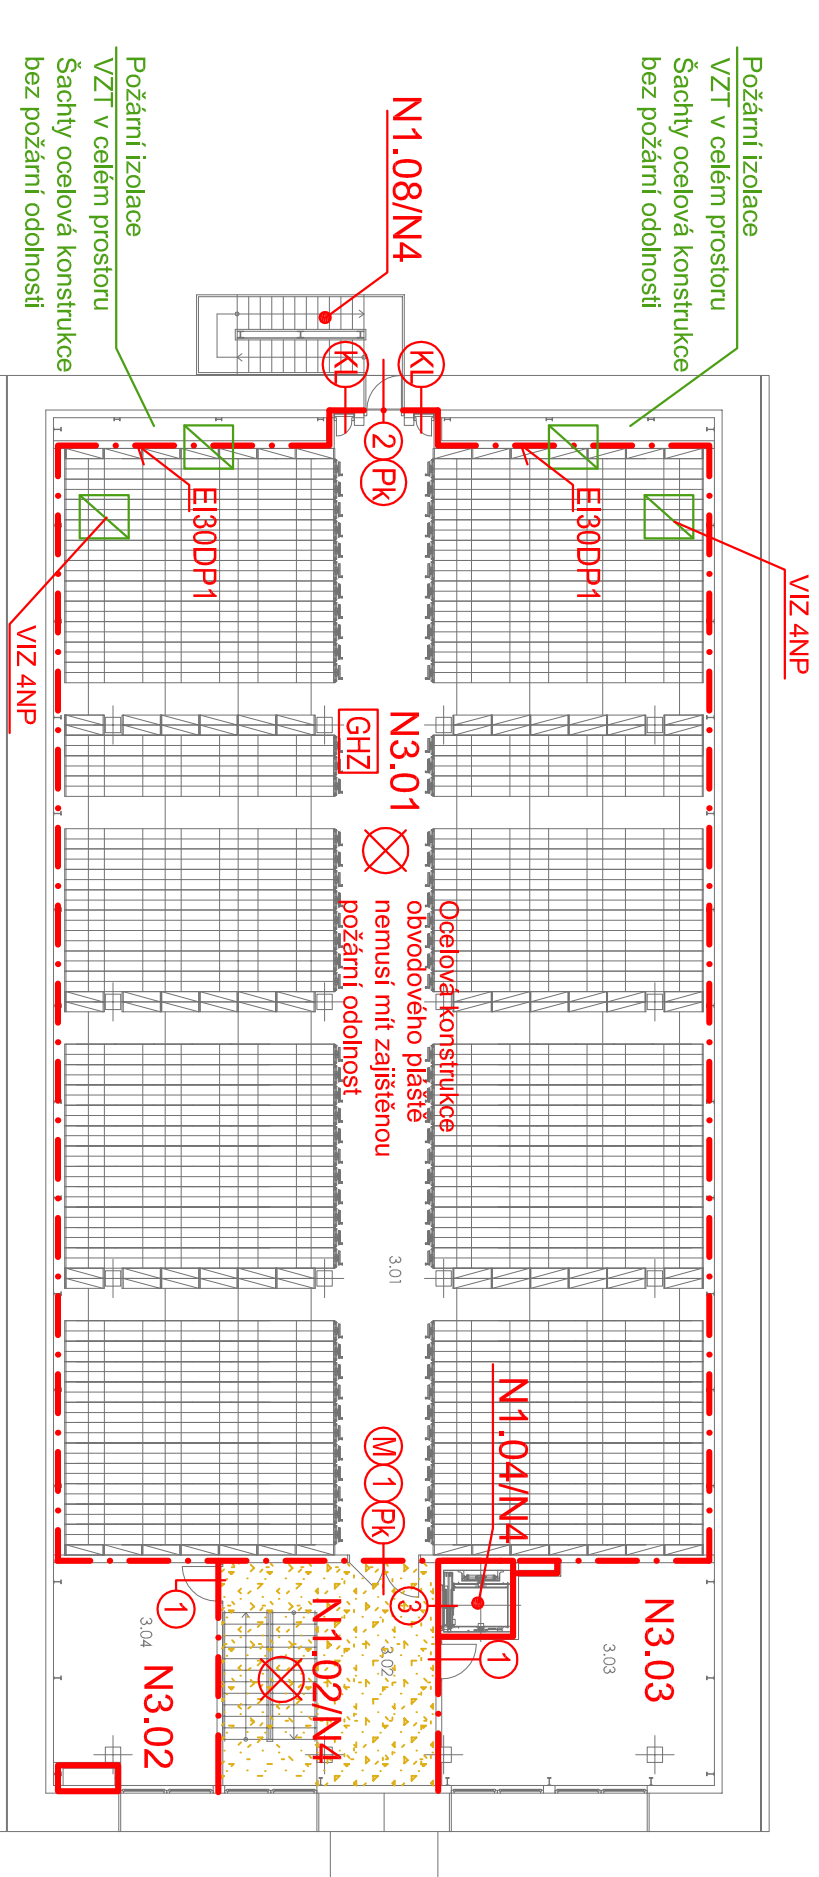 Požární izolace
VZT v celém prostoru
Šachty ocelová konstrukce
bez požární odolnosti
Požární izolace
VZT v celém prostoru
Šachty ocelová konstrukce
bez požární odolnosti
N1.08/N4
KL
KL
2
Pk
EI30DP1
EI30DP1
VIZ 4NP
VIZ 4NP
N3.01
GHZ
Ocelová konstrukce
obvodového pláště
nemusí mít zajištěnou
požární odolnost
3.01
N1.04/N4
M
1
Pk
3
1
1
N3.03
3.03
N1.02/N4
3.02
3.04
N3.02